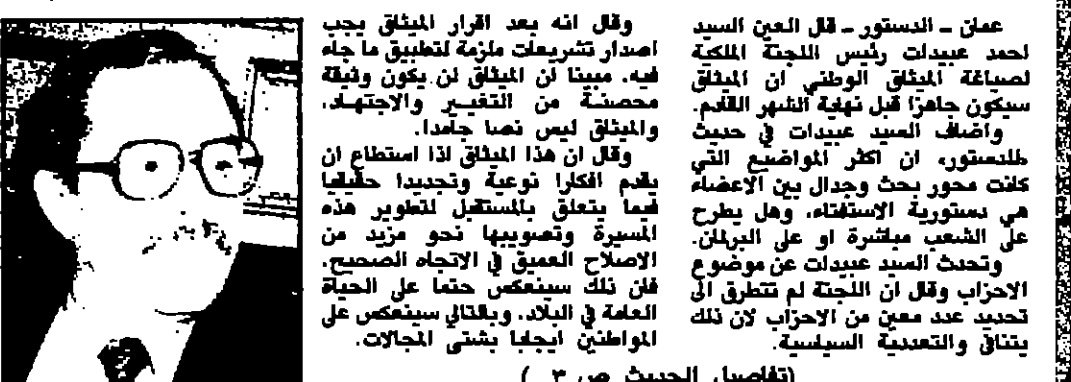 عمان ـ الدستور ـ قال العين السيد
احمد عبيدات رئيس اللجنة الملكية
لصياغة الميثاق الوطني ان الميثاق
سيكون جاهزا قبل نهاية الشهر القادم.
واضاف السيد عبيدات في حديث
«للدستور» ان اكثر المواضيع التي
كانت محور بحث وجدال بين الاعضاء
هي دستورية الاستفتاء، وهل يطرح
على الشعب مباشرة او على البرلمان.
وتحدث السيد عبيدات عن موضوع
الاحزاب وقال ان اللجنة لم تتطرق الى
تحديد عدد معين من الاحزاب لان ذلك
يتنافى والتعددية السياسية.
وقال انه بعد اقرار الميثاق يجب
اصدار تشريعات ملزمة لتطبيق ما جاء
فيه، مبينا ان الميثاق لن يكون وثيقة
محصنة من التغيير والاجتهاد،
والميثاق ليس نصا جامدا.
وقال ان هذا الميثاق اذا استطاع ان
يقدم افكارا نوعية وتجديدا حقيقيا
فيما يتعلق بالمستقبل لتطوير هذه
المسيرة وتصويبها نحو مزيد من
الاصلاح العميق في الاتجاه الصحيح،
فان ذلك سينعكس حتما على الحياة
العامة في البلاد، وبالتالي سينعكس على
المواطنين ايجابا بشتى المجالات.
(تفاصيل الحديث ص ٣)